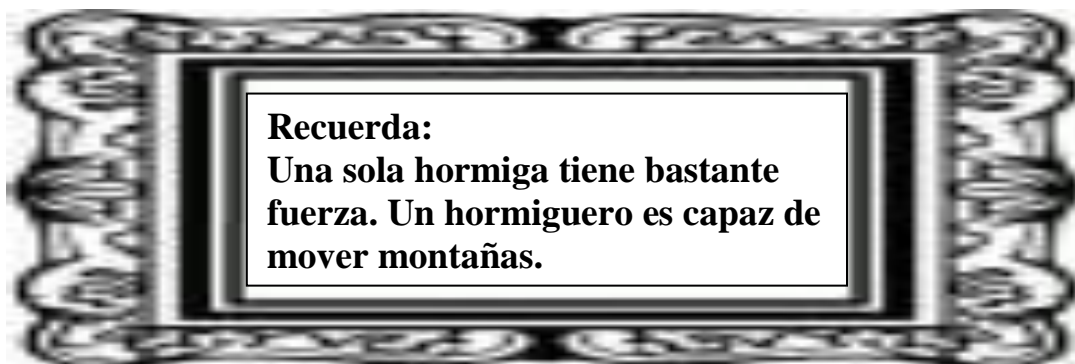 Recuerda:
Una sola hormiga tiene bastante
fuerza. Un hormiguero es capaz de
mover montañas.